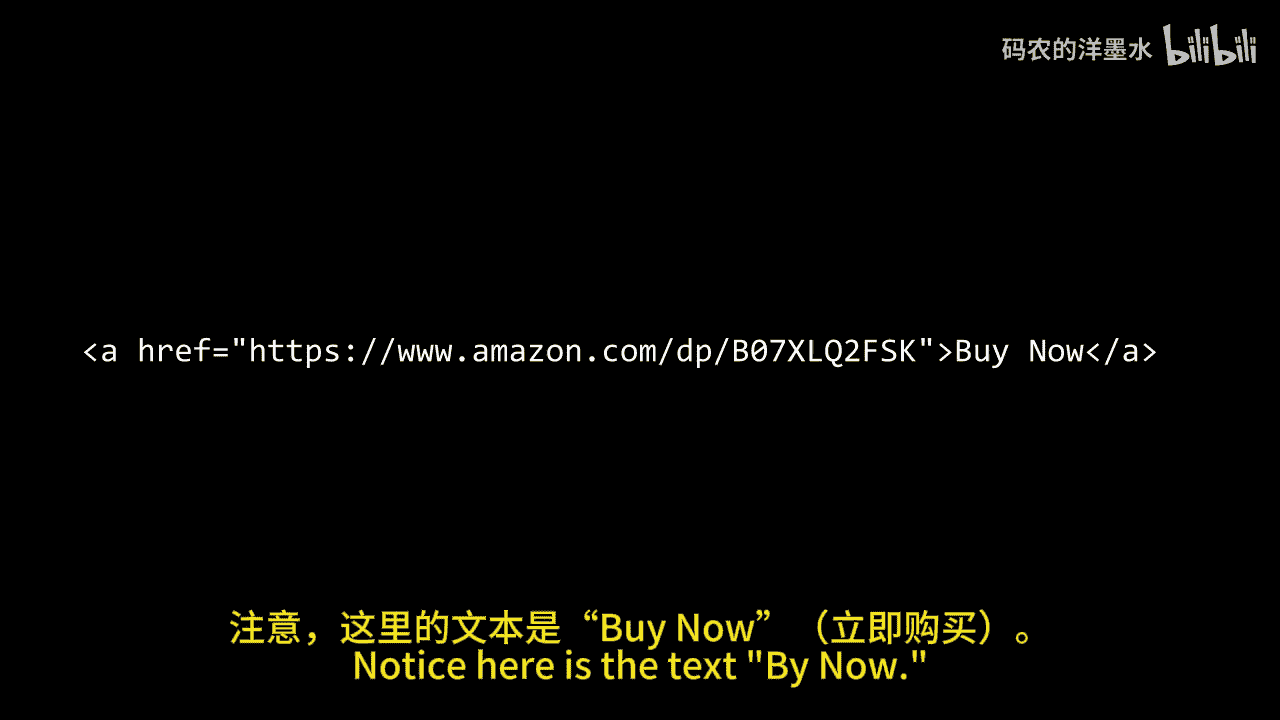 码农的洋墨水 bilibili
<a href="https://www.amazon.com/dp/B07XLQ2FSK">Buy Now</a>
注意，这里的文本是“Buy Now”（立即购买）。
Notice here is the text "By Now."